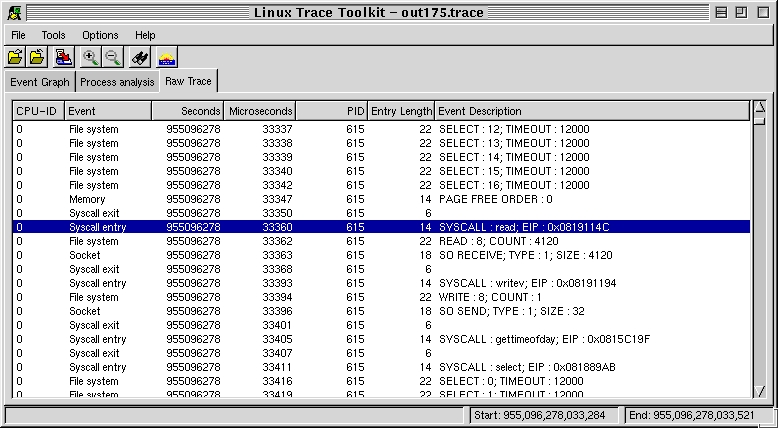 Linux Trace Toolkit – out175.trace
File Tools Options Help
Event Graph Process analysis Raw Trace
CPU-ID Event Seconds Microseconds PID Entry Length Event Description
0 File system 955096278 33337 615 22 SELECT : 12; TIMEOUT : 12000
0 File system 955096278 33338 615 22 SELECT : 13; TIMEOUT : 12000
0 File system 955096278 33339 615 22 SELECT : 14; TIMEOUT : 12000
0 File system 955096278 33340 615 22 SELECT : 15; TIMEOUT : 12000
0 File system 955096278 33342 615 22 SELECT : 16; TIMEOUT : 12000
0 Memory 955096278 33347 615 14 PAGE FREE ORDER : 0
0 Syscall exit 955096278 33350 615 6
0 Syscall entry 955096278 33360 615 14 SYSCALL : read; EIP : 0x0819114C
0 File system 955096278 33362 615 22 READ : 8; COUNT : 4120
0 Socket 955096278 33363 615 18 SO RECEIVE; TYPE : 1; SIZE : 4120
0 Syscall exit 955096278 33368 615 6
0 Syscall entry 955096278 33393 615 14 SYSCALL : writev; EIP : 0x08191194
0 File system 955096278 33394 615 22 WRITE : 8; COUNT : 1
0 Socket 955096278 33396 615 18 SO SEND; TYPE : 1; SIZE : 32
0 Syscall exit 955096278 33401 615 6
0 Syscall entry 955096278 33405 615 14 SYSCALL : gettimeofday; EIP : 0x0815C19F
0 Syscall exit 955096278 33407 615 6
0 Syscall entry 955096278 33411 615 14 SYSCALL : select; EIP : 0x081889AB
0 File system 955096278 33416 615 22 SELECT : 0; TIMEOUT : 12000
0 File system 955096278 33419 615 22 SELECT : 1; TIMEOUT : 12000
Start: 955,096,278,033,284 End: 955,096,278,033,521